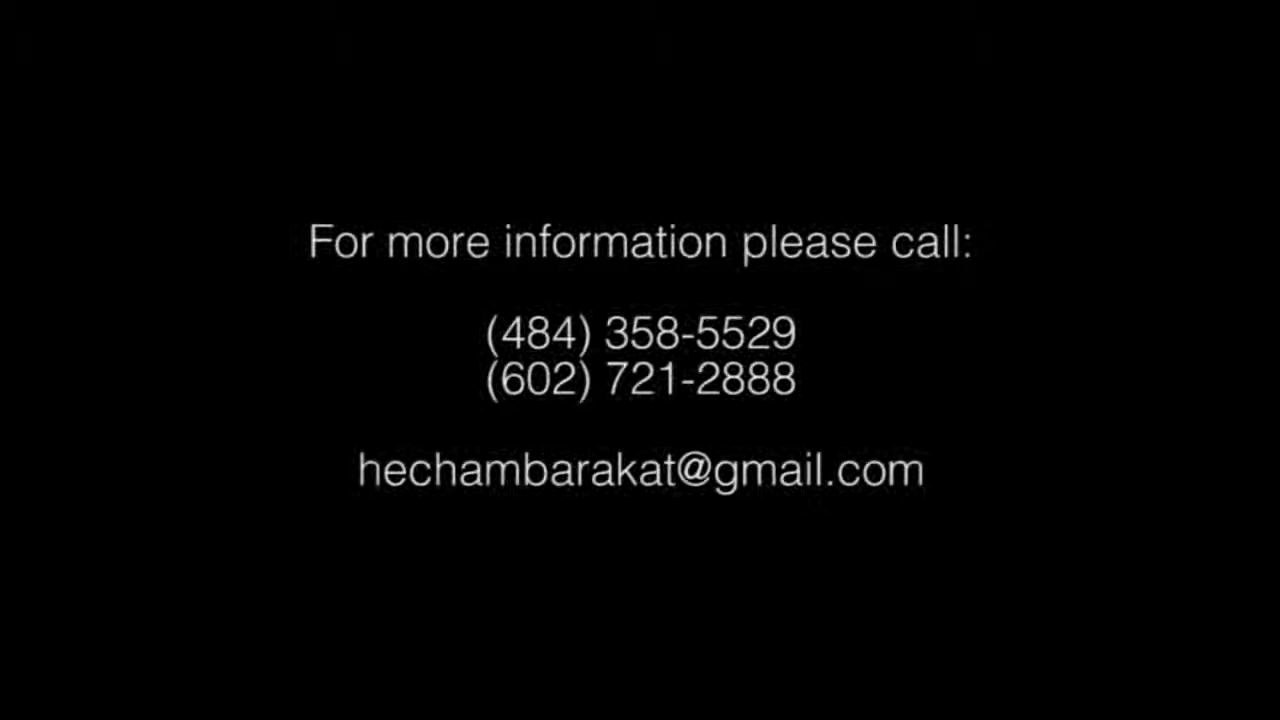 For more information please call:
(484) 358-5529
(602) 721-2888
hechambarakat@gmail.com